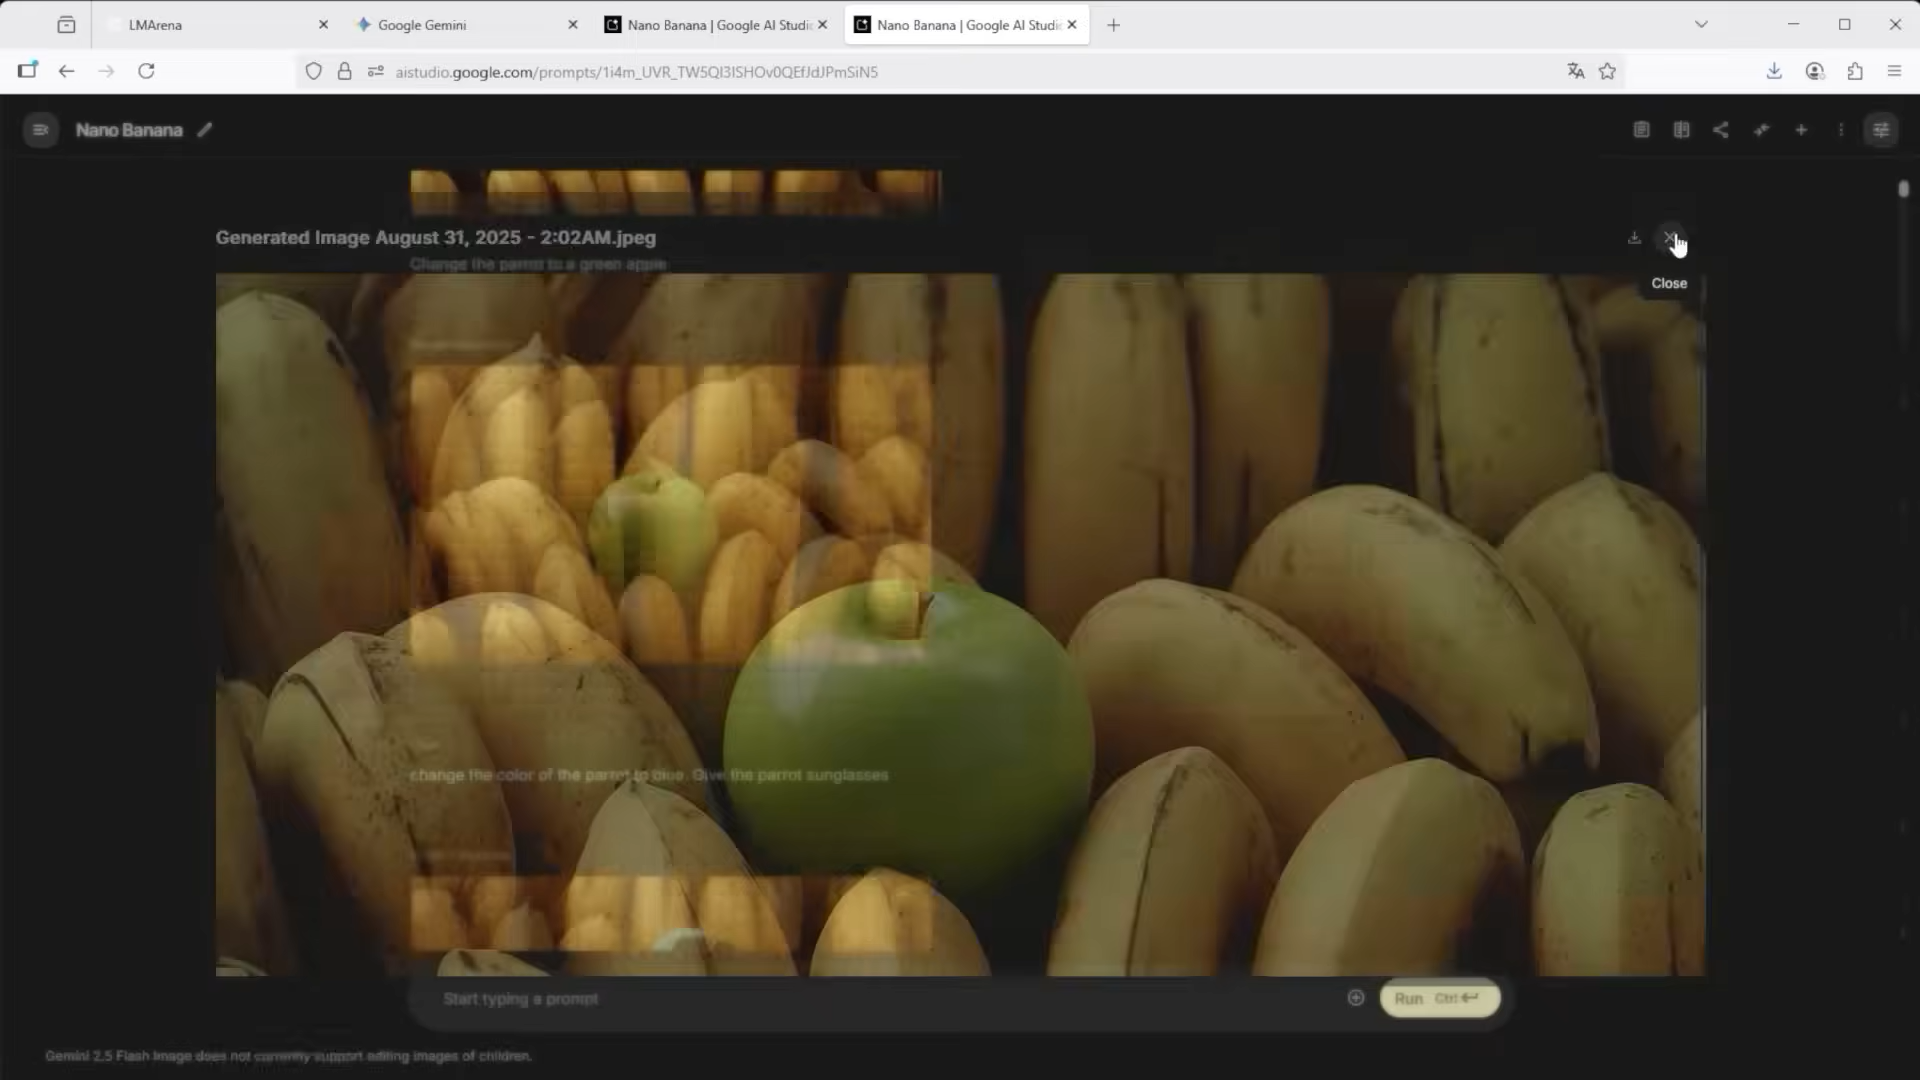 LMArena
Google Gemini
Nano Banana | Google AI Studio
Nano Banana | Google AI Studio
aistudio.google.com/prompts/1i4m_UVR_TW5QI3ISHOv0QEfJdJPmSiN5
Nano Banana
Generated Image August 31, 2025 - 2:02AM.jpeg
Change the parrot to a green apple
Close
change the color of the parrot to blue. Give the parrot sunglasses
Start typing a prompt
Run Ctrl
Gemini 2.5 Flash Image does not currently support editing images of children.